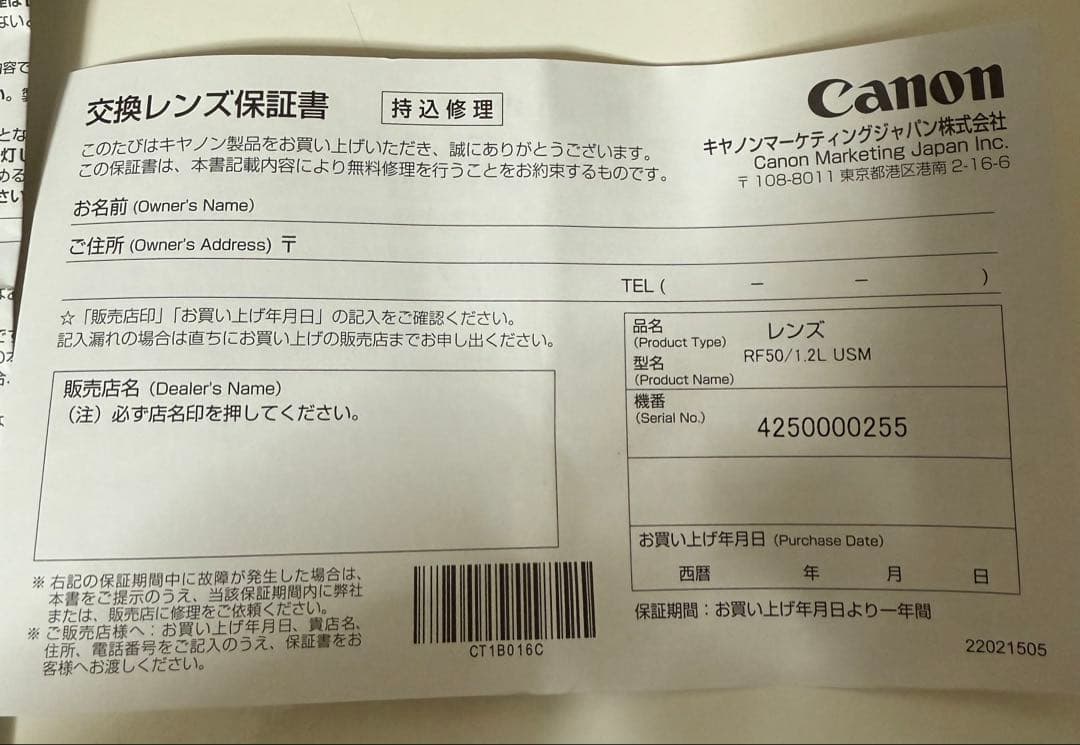 交換レンズ保証書
持込修理
Canon
キヤノンマーケティングジャパン株式会社
Canon Marketing Japan Inc.
〒108-8011 東京都港区港南 2-16-6
このたびはキヤノン製品をお買い上げいただき、誠にありがとうございます。
この保証書は、本書記載内容により無料修理を行うことをお約束するものです。
お名前 (Owner's Name)
ご住所 (Owner's Address) 〒
TEL ( － － )
☆「販売店印」「お買い上げ年月日」の記入をご確認ください。
記入漏れの場合は直ちにお買い上げの販売店までお申し出ください。
販売店名 (Dealer's Name)
（注）必ず店名印を押してください。
品名 レンズ
(Product Type)
型名 RF50/1.2L USM
(Product Name)
機番
(Serial No.)
4250000255
お買い上げ年月日 (Purchase Date)
西暦 年 月 日
保証期間：お買い上げ年月日より一年間
※ 右記の保証期間中に故障が発生した場合は、
本書をご提示のうえ、当該保証期間内に弊社
または、販売店に修理をご依頼ください。
※ ご販売店様へ：お買い上げ年月日、貴店名、
住所、電話番号をご記入のうえ、保証書をお
客様へお渡しください。
CT1B016C
22021505